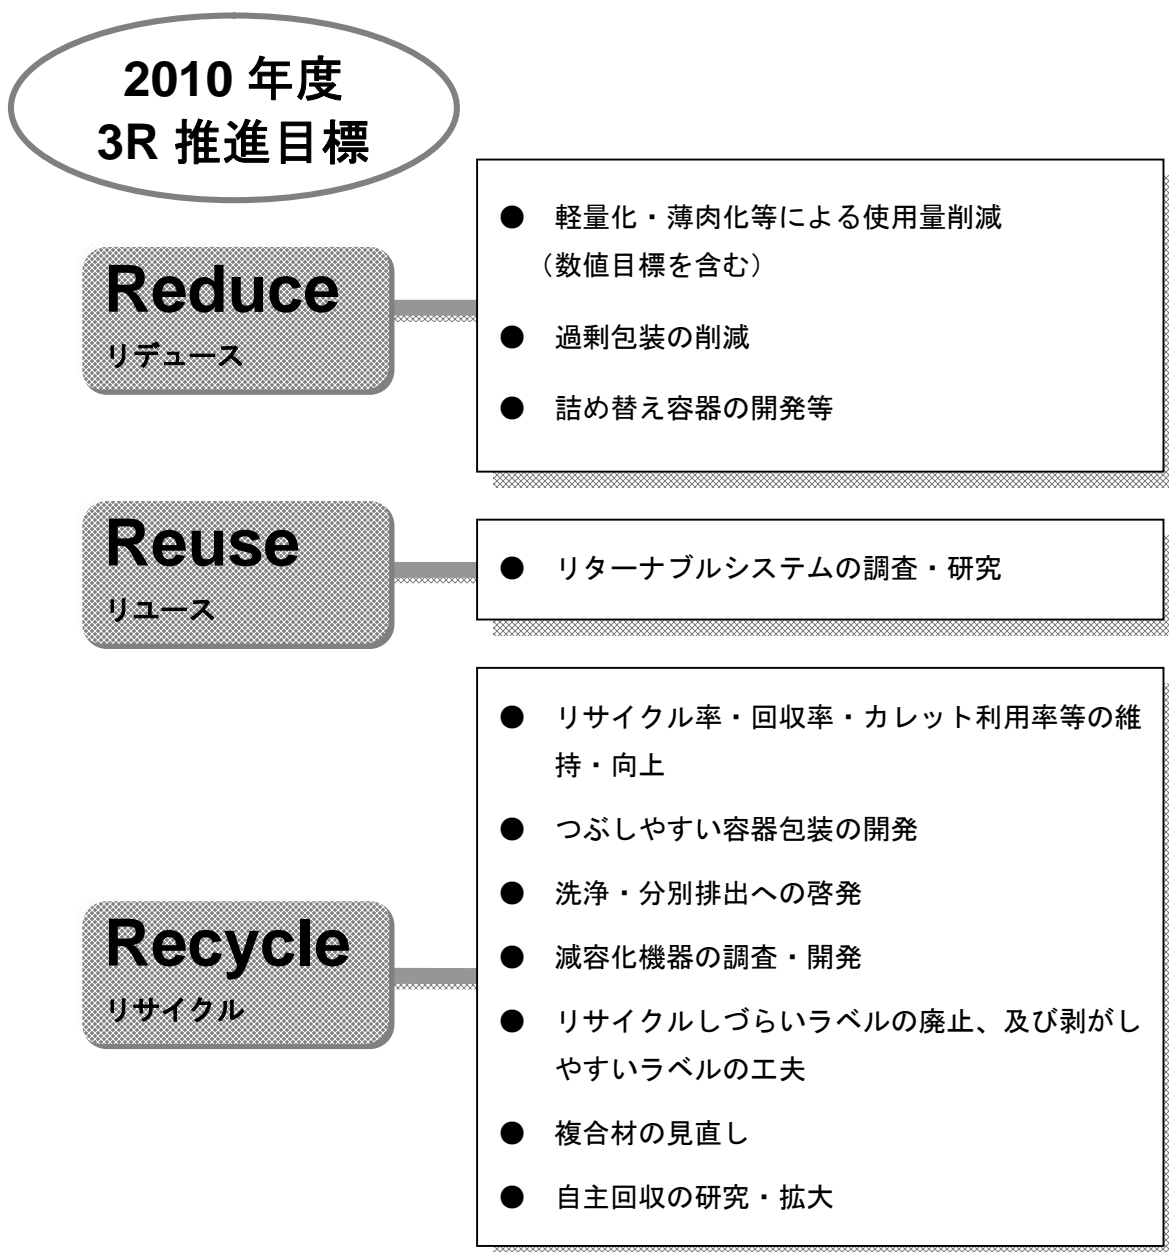 2010 年度
3R 推進目標
Reduce
リデュース
● 軽量化・薄肉化等による使用量削減
（数値目標を含む）
● 過剰包装の削減
● 詰め替え容器の開発等
Reuse
リユース
● リターナブルシステムの調査・研究
Recycle
リサイクル
● リサイクル率・回収率・カレット利用率等の維
持・向上
● つぶしやすい容器包装の開発
● 洗浄・分別排出への啓発
● 減容化機器の調査・開発
● リサイクルしづらいラベルの廃止、及び剥がし
やすいラベルの工夫
● 複合材の見直し
● 自主回収の研究・拡大